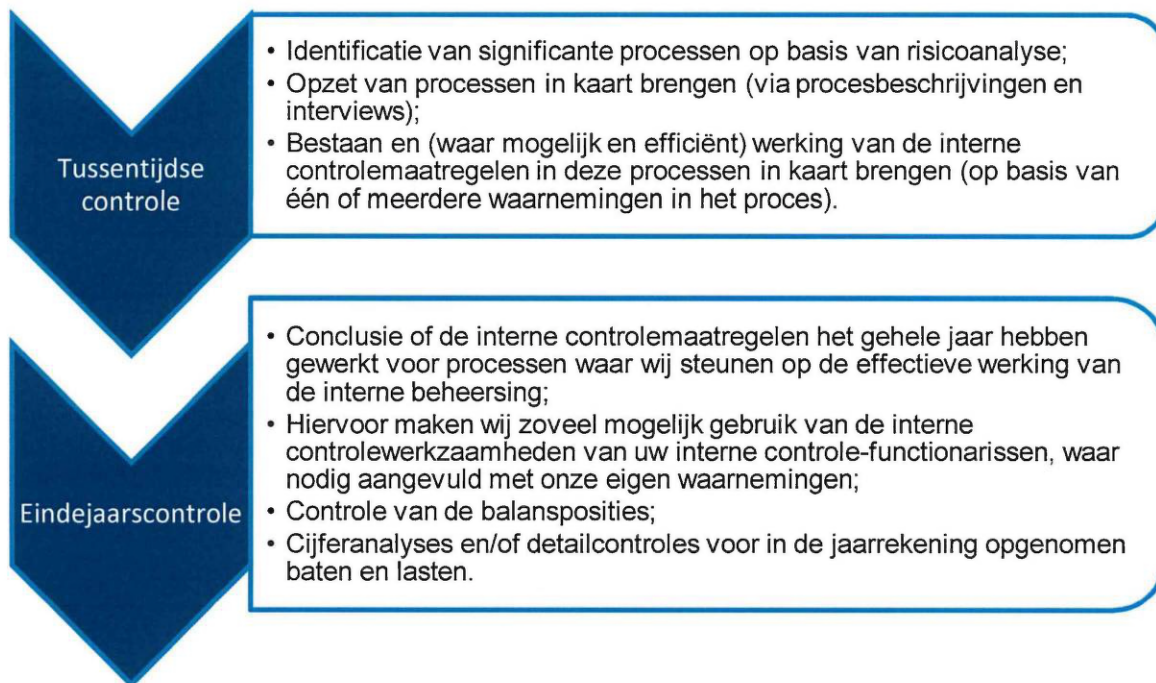 Tussentijdse
controle
• Identificatie van significante processen op basis van risicoanalyse;
• Opzet van processen in kaart brengen (via procesbeschrijvingen en
interviews);
• Bestaan en (waar mogelijk en efficiënt) werking van de interne
controlemaatregelen in deze processen in kaart brengen (op basis van
één of meerdere waarnemingen in het proces).
Eindejaarscontrole
• Conclusie of de interne controlemaatregelen het gehele jaar hebben
gewerkt voor processen waar wij steunen op de effectieve werking van
de interne beheersing;
• Hiervoor maken wij zoveel mogelijk gebruik van de interne
controlewerkzaamheden van uw interne controle-functionarissen, waar
nodig aangevuld met onze eigen waarnemingen;
• Controle van de balansposities;
• Cijferanalyses en/of detailcontroles voor in de jaarrekening opgenomen
baten en lasten.